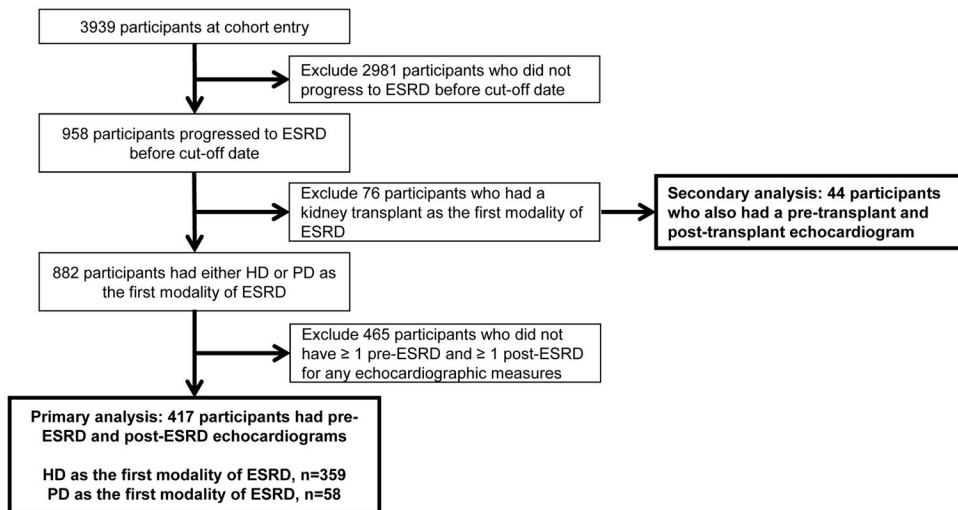 3939 participants at cohort entry
Exclude 2981 participants who did not
progress to ESRD before cut-off date
958 participants progressed to ESRD
before cut-off date
Exclude 76 participants who had a
kidney transplant as the first modality of
ESRD
Secondary analysis: 44 participants
who also had a pre-transplant and
post-transplant echocardiogram
882 participants had either HD or PD as
the first modality of ESRD
Exclude 465 participants who did not
have ≥ 1 pre-ESRD and ≥ 1 post-ESRD
for any echocardiographic measures
Primary analysis: 417 participants had pre-
ESRD and post-ESRD echocardiograms
HD as the first modality of ESRD, n=359
PD as the first modality of ESRD, n=58